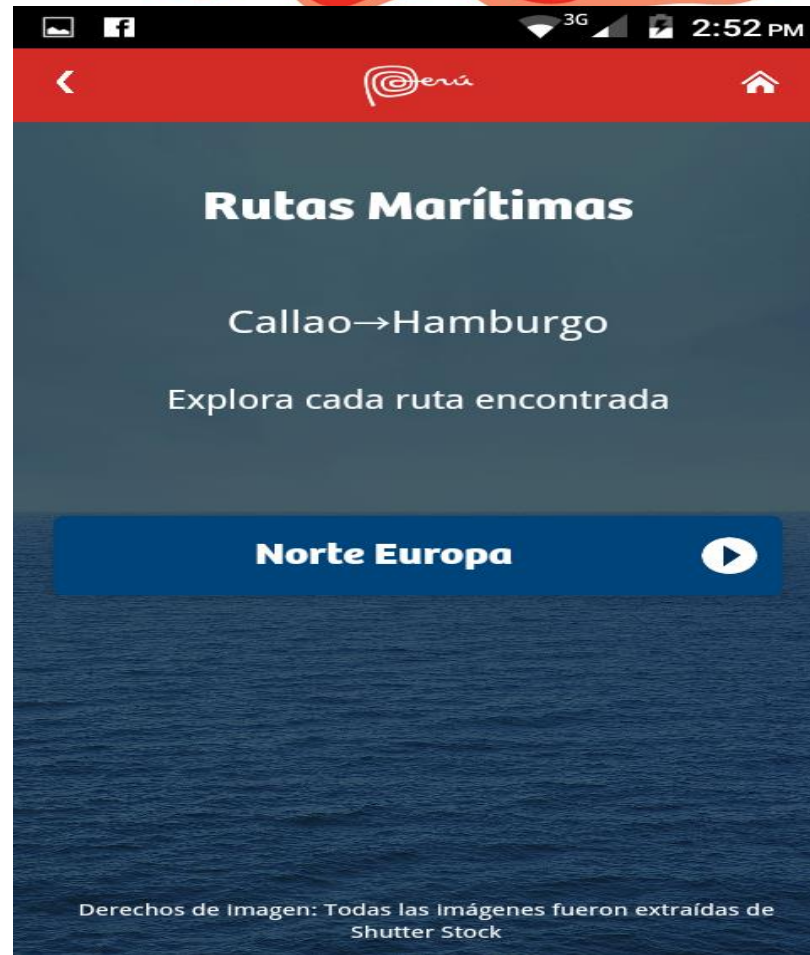 3G 2:52 PM
Perú
Rutas Marítimas
Callao→Hamburgo
Explora cada ruta encontrada
Norte Europa
Derechos de Imagen: Todas las Imágenes fueron extraídas de
Shutter Stock